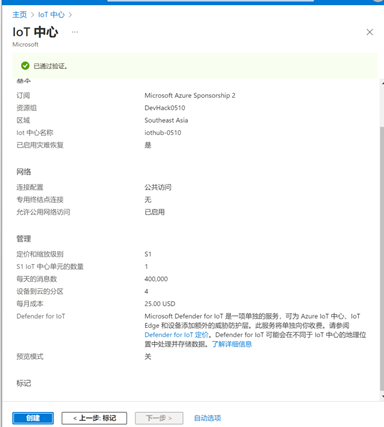 主页 > IoT 中心 >
IoT 中心 ...
Microsoft
已通过验证。
订阅 Microsoft Azure Sponsorship 2
资源组 DevHack0510
区域 Southeast Asia
Iot 中心名称 iothub-0510
已启用灾难恢复 是
网络
连接配置 公共访问
专用终结点连接 无
允许公用网络访问 已启用
管理
定价和缩放级别 S1
S1 IoT 中心单元的数量 1
每天的消息数 400,000
设备到云的分区 4
每月成本 25.00 USD
Defender for IoT Microsoft Defender for IoT 是一项单独的服务，可为 Azure IoT 中心、IoT
Edge 和设备添加额外的威胁防护层。此服务将单独向你收费。请参阅
Defender for IoT 定价。Defender for IoT 可能会在不同于 IoT 中心的地理位
置中处理并存储数据。了解详细信息
预览模式 关
标记
创建 < 上一步: 标记 下一步 > 自动选项